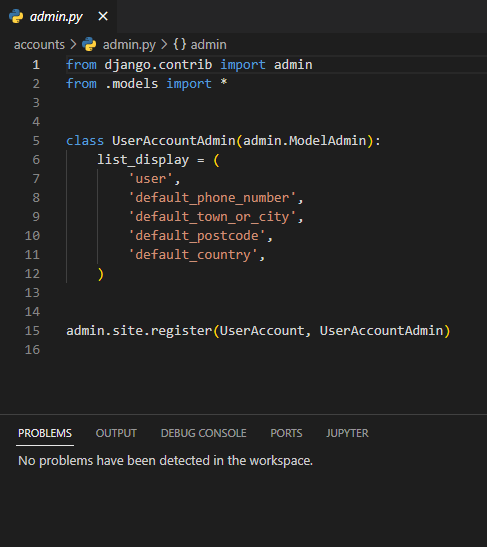 admin.py
accounts > admin.py > {} admin
1 from django.contrib import admin
2 from .models import *
3
4
5 class UserAccountAdmin(admin.ModelAdmin):
6     list_display = (
7         'user',
8         'default_phone_number',
9         'default_town_or_city',
10         'default_postcode',
11         'default_country',
12     )
13
14
15 admin.site.register(UserAccount, UserAccountAdmin)
16
PROBLEMS OUTPUT DEBUG CONSOLE PORTS JUPYTER
No problems have been detected in the workspace.